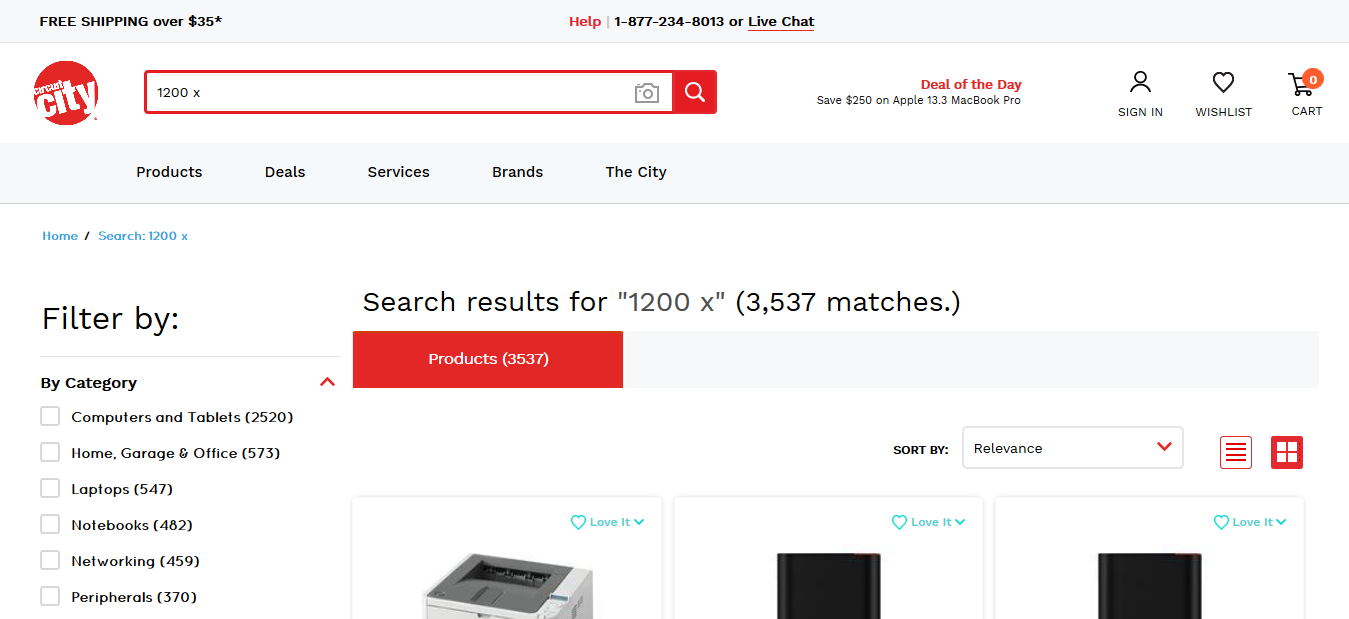 FREE SHIPPING over $35*
Help | 1-877-234-8013 or Live Chat
circuit
city
1200 x
Deal of the Day
Save $250 on Apple 13.3 MacBook Pro
SIGN IN
WISHLIST
0
CART
Products
Deals
Services
Brands
The City
Home / Search: 1200 x
Filter by:
Search results for "1200 x" (3,537 matches.)
Products (3537)
By Category
Computers and Tablets (2520)
Home, Garage & Office (573)
Laptops (547)
Notebooks (482)
Networking (459)
Peripherals (370)
SORT BY:
Relevance
Love It
Love It
Love It